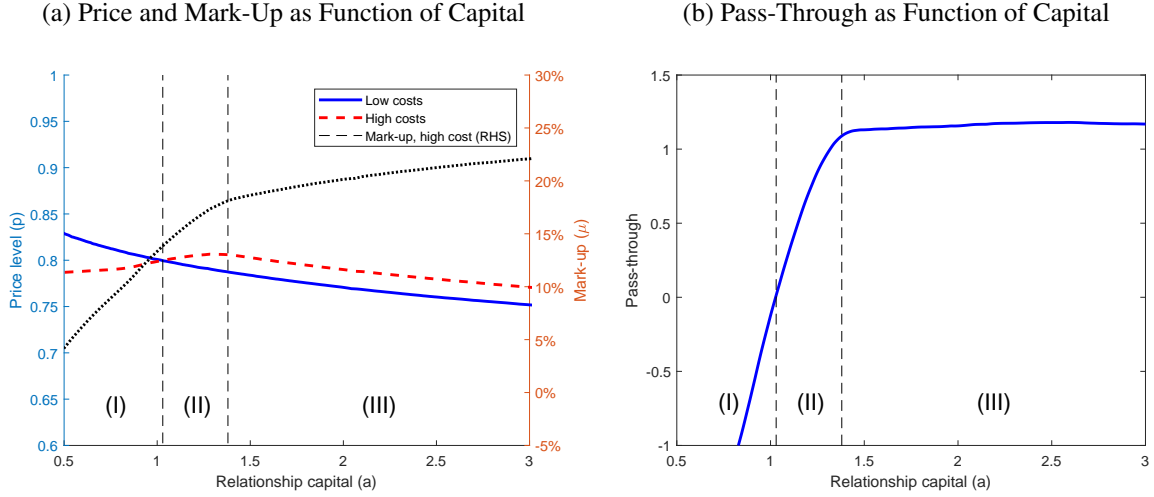 (a) Price and Mark-Up as Function of Capital
1
0.95
0.9
0.85
0.8
0.75
0.7
0.65
0.6
Price level (p)
30%
25%
20%
15%
10%
5%
0%
-5%
Mark-up (μ)
Low costs
High costs
Mark-up, high cost (RHS)
(I)
(II)
(III)
0.5 1 1.5 2 2.5 3
Relationship capital (a)
(b) Pass-Through as Function of Capital
1.5
1
0.5
0
-0.5
-1
Pass-through
(I)
(II)
(III)
0.5 1 1.5 2 2.5 3
Relationship capital (a)